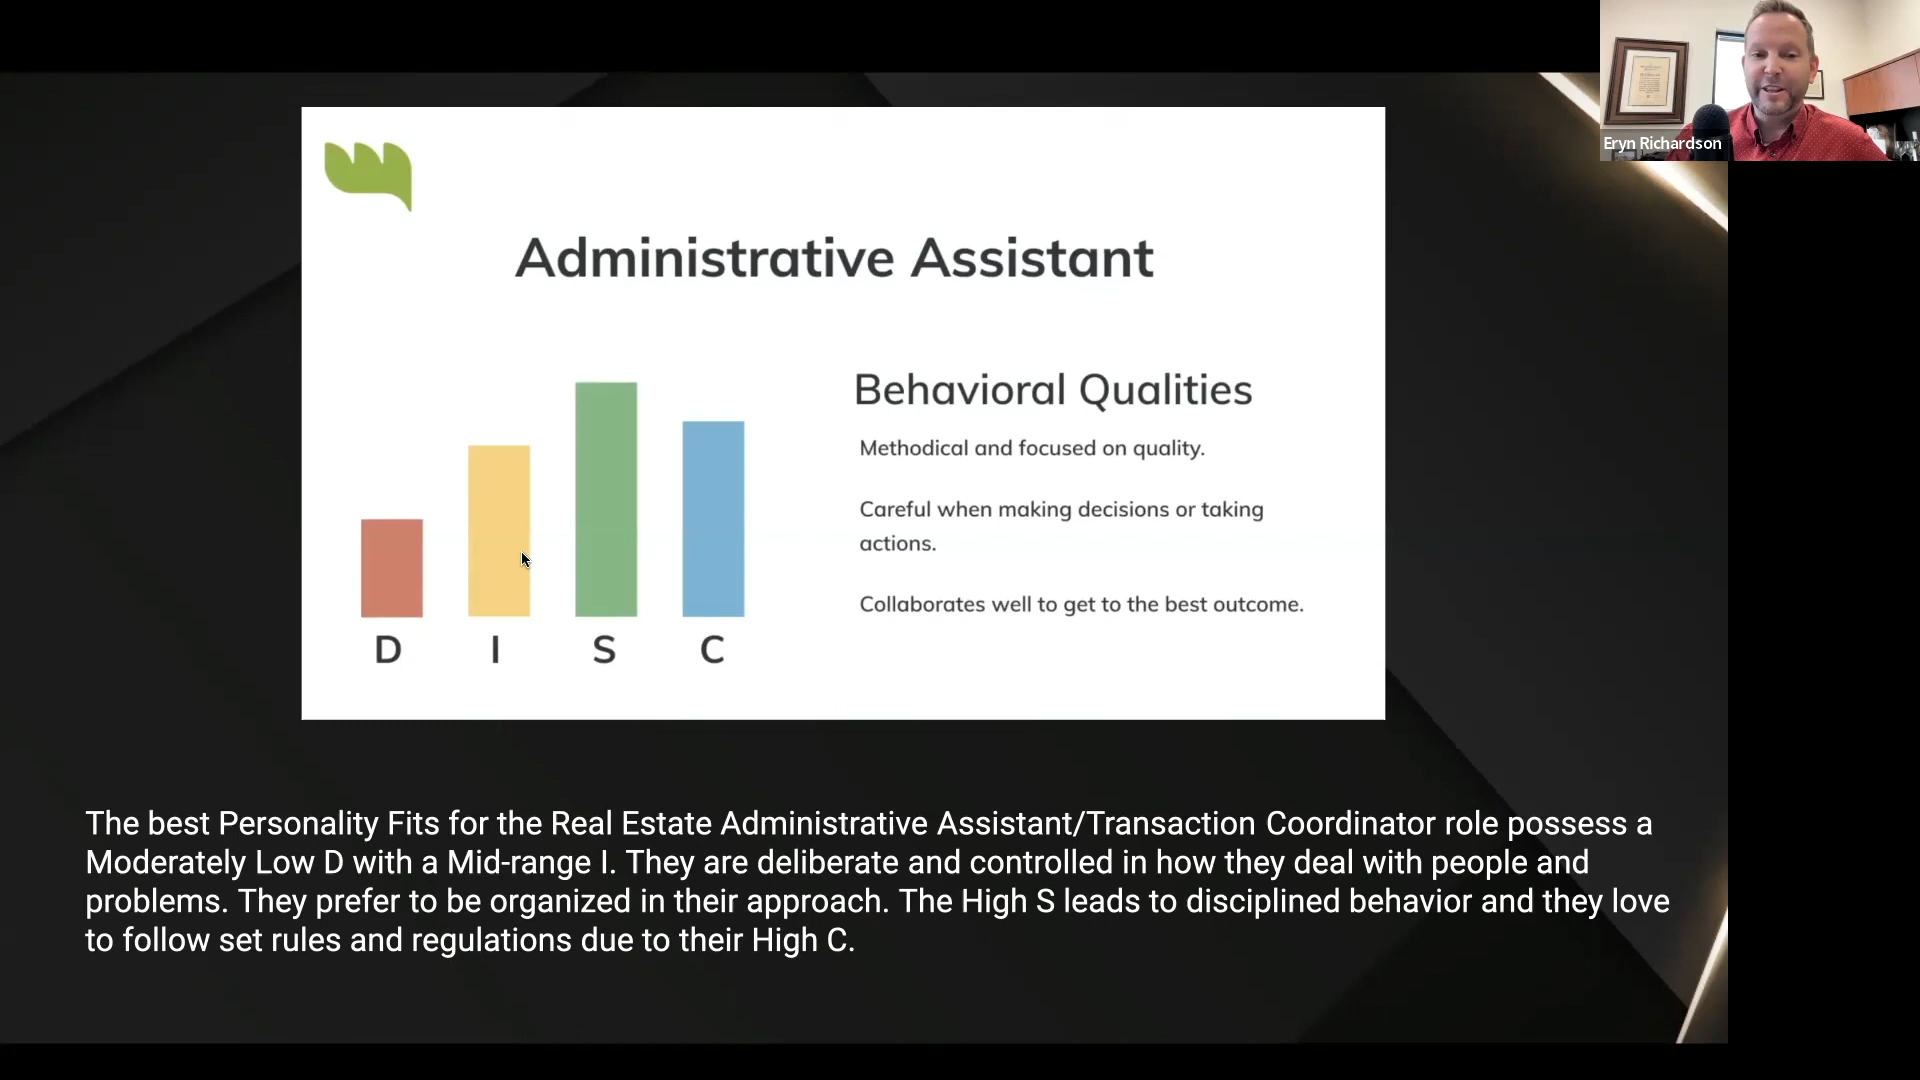 Eryn Richardson
Administrative Assistant
Behavioral Qualities
Methodical and focused on quality.
Careful when making decisions or taking
actions.
Collaborates well to get to the best outcome.
D I S C
The best Personality Fits for the Real Estate Administrative Assistant/Transaction Coordinator role possess a
Moderately Low D with a Mid-range I. They are deliberate and controlled in how they deal with people and
problems. They prefer to be organized in their approach. The High S leads to disciplined behavior and they love
to follow set rules and regulations due to their High C.